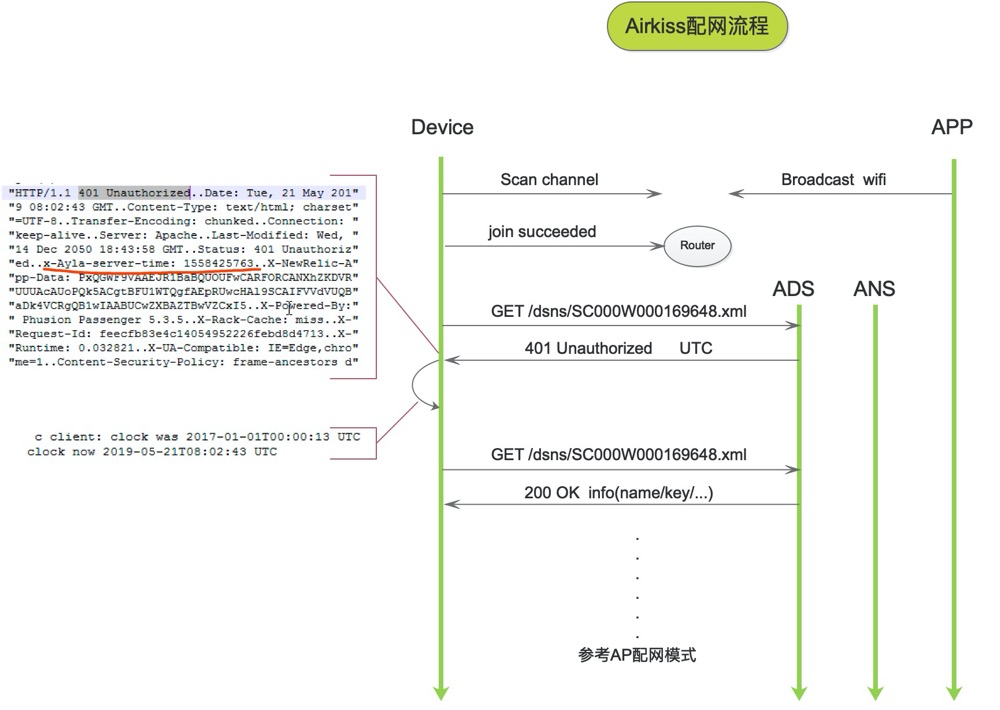 Airkiss配网流程
Device
APP
Scan channel
Broadcast wifi
join succeeded
Router
ADS
ANS
"HTTP/1.1 401 Unauthorized..Date: Tue, 21 May 201"
"9 08:02:43 GMT..Content-Type: text/html; charset"
"=UTF-8..Transfer-Encoding: chunked..Connection: "
"keep-alive..Server: Apache..Last-Modified: Wed, "
"14 Dec 2050 18:43:58 GMT..Status: 401 Unauthoriz"
"ed..x-Ayla-server-time: 1558425763..X-NewRelic-A"
"pp-Data: PxQGWF9VAAEJR1BaBQUOUFwCARFORCANXhZKDVR"
"UUUAcAUoPQk5ACgtBFU1WTQgfAEpRUwcHAl9SCAIFVVdVUQB"
"aDk4VCRgQB1wIAABUCwZXBAZTBwVZCxI5..X-Powered-By:"
" Phusion Passenger 5.3.5..X-Rack-Cache: miss..X-"
"Request-Id: feecfb83e4c14054952226febd8d4713..X-"
"Runtime: 0.032821..X-UA-Compatible: IE=Edge,chro"
"me=1..Content-Security-Policy: frame-ancestors d"
GET /dsns/SC000W000169648.xml
401 Unauthorized UTC
c client: clock was 2017-01-01T00:00:13 UTC
clock now 2019-05-21T08:02:43 UTC
GET /dsns/SC000W000169648.xml
200 OK info(name/key/...)
参考AP配网模式